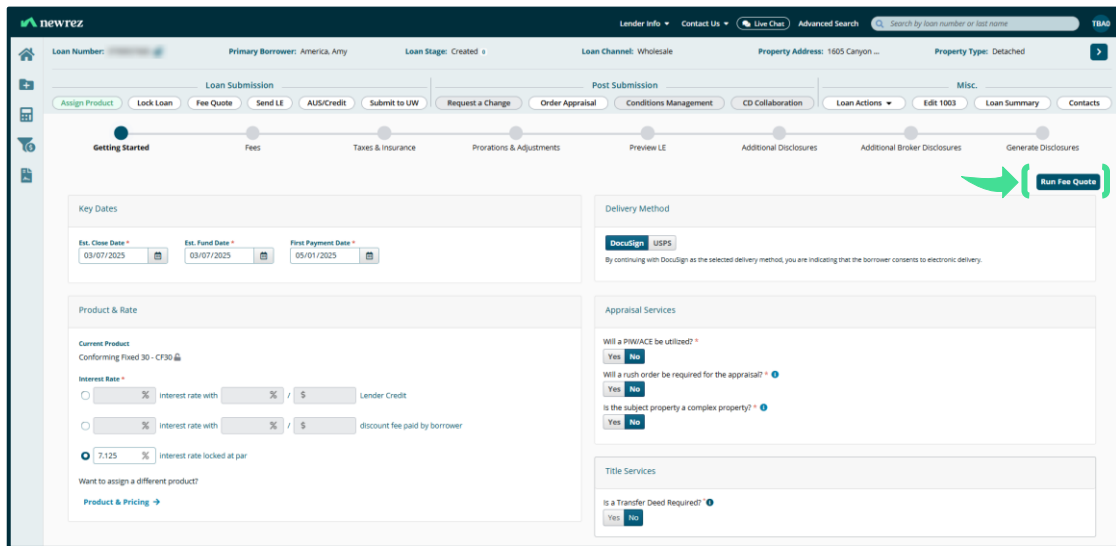 newrez
Lender Info Contact Us Live Chat Advanced Search Search by loan number or last name TBA0
Loan Number: Primary Borrower: America, Amy Loan Stage: Created Loan Channel: Wholesale Property Address: 1605 Canyon ... Property Type: Detached
Loan Submission Post Submission Misc.
Assign Product Lock Loan Fee Quote Send LE AUS/Credit Submit to UW Request a Change Order Appraisal Conditions Management CD Collaboration Loan Actions Edit 1003 Loan Summary Contacts
Getting Started Fees Taxes & Insurance Prorations & Adjustments Preview LE Additional Disclosures Additional Broker Disclosures Generate Disclosures
Run Fee Quote
Key Dates
Est. Close Date * Est. Fund Date * First Payment Date *
03/07/2025 03/07/2025 05/01/2025
Delivery Method
DocuSign USPS
By continuing with DocuSign as the selected delivery method, you are indicating that the borrower consents to electronic delivery.
Product & Rate
Current Product
Conforming Fixed 30 - CF30
Interest Rate *
% interest rate with % / $ Lender Credit
% interest rate with % / $ discount fee paid by borrower
7.125 % interest rate locked at par
Want to assign a different product?
Product & Pricing →
Appraisal Services
Will a PIW/ACE be utilized? *
Yes No
Will a rush order be required for the appraisal? *
Yes No
Is the subject property a complex property? *
Yes No
Title Services
Is a Transfer Deed Required? *
Yes No